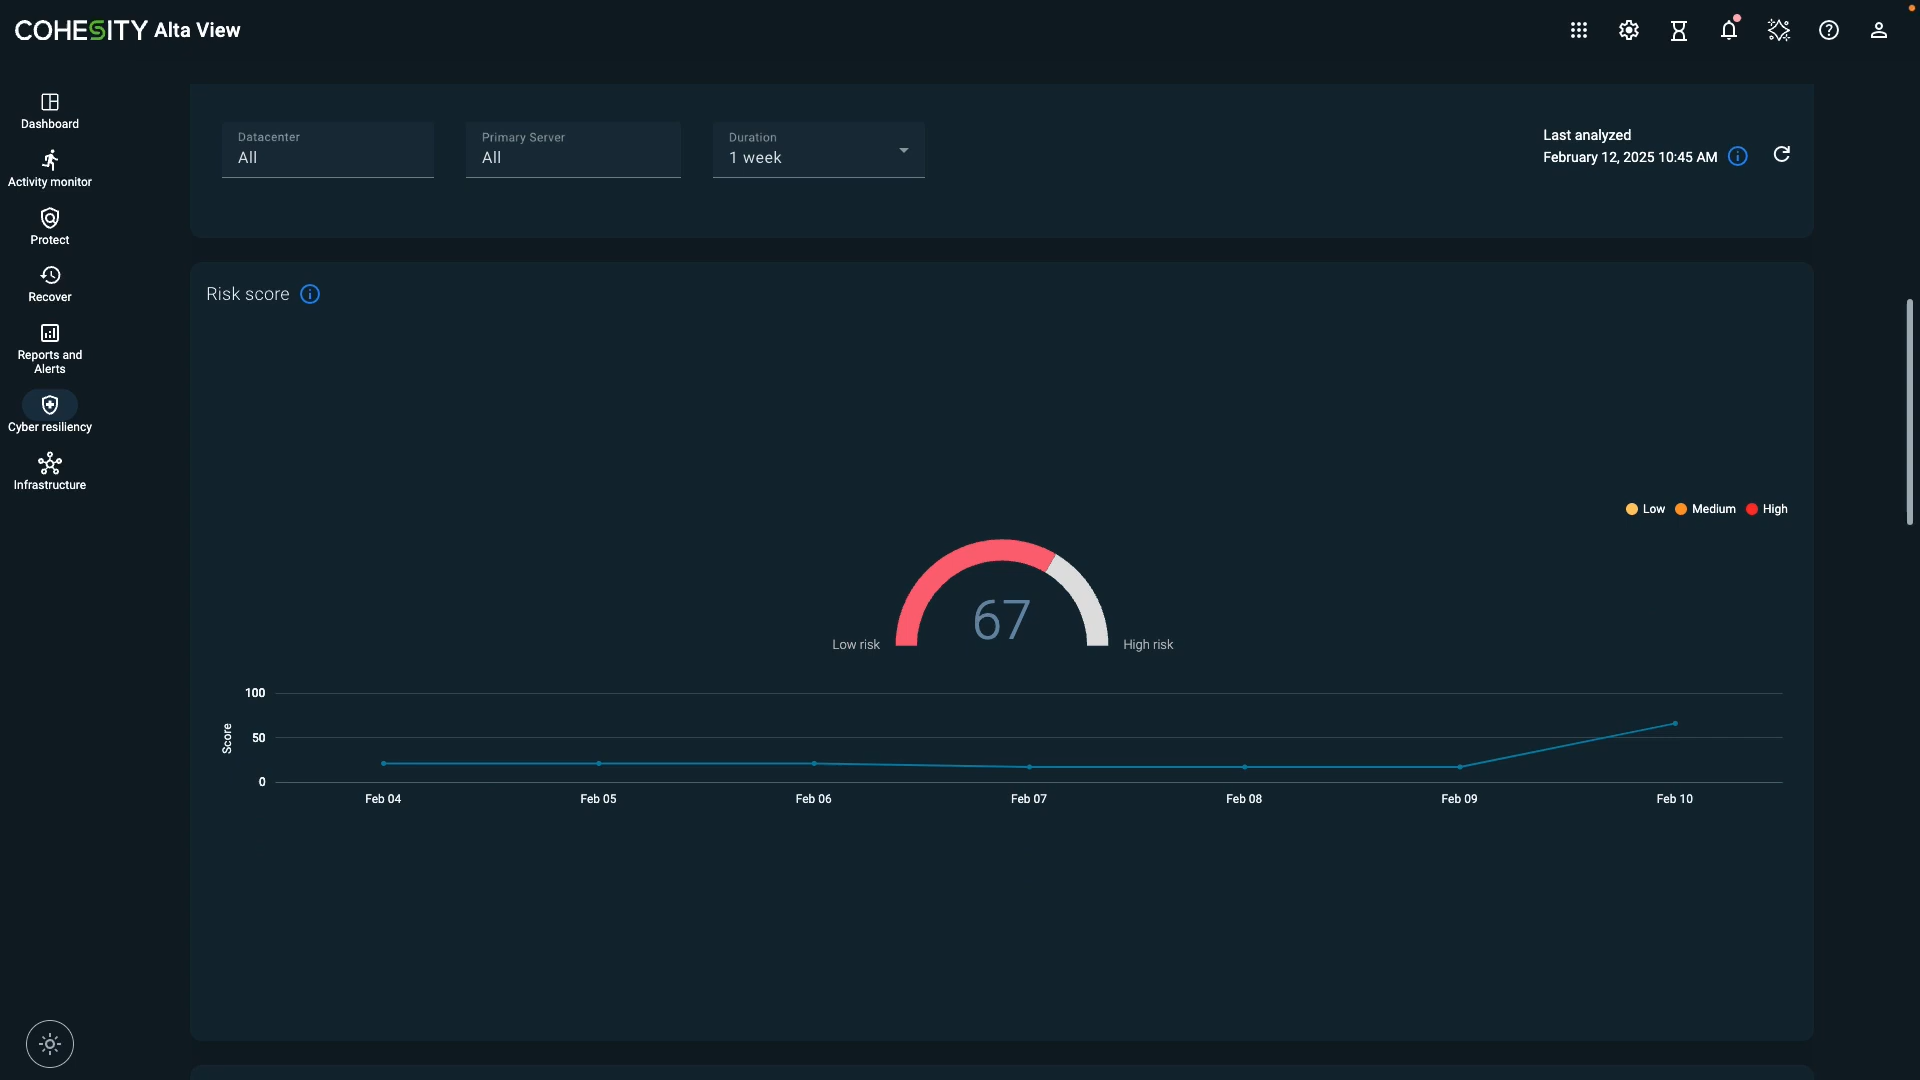 COHESITY Alta View
Dashboard
Activity monitor
Protect
Recover
Reports and
Alerts
Cyber resiliency
Infrastructure
Datacenter
All
Primary Server
All
Duration
1 week
Last analyzed
February 12, 2025 10:45 AM
Risk score
Low Medium High
67
Low risk
High risk
Score
100
50
0
Feb 04
Feb 05
Feb 06
Feb 07
Feb 08
Feb 09
Feb 10